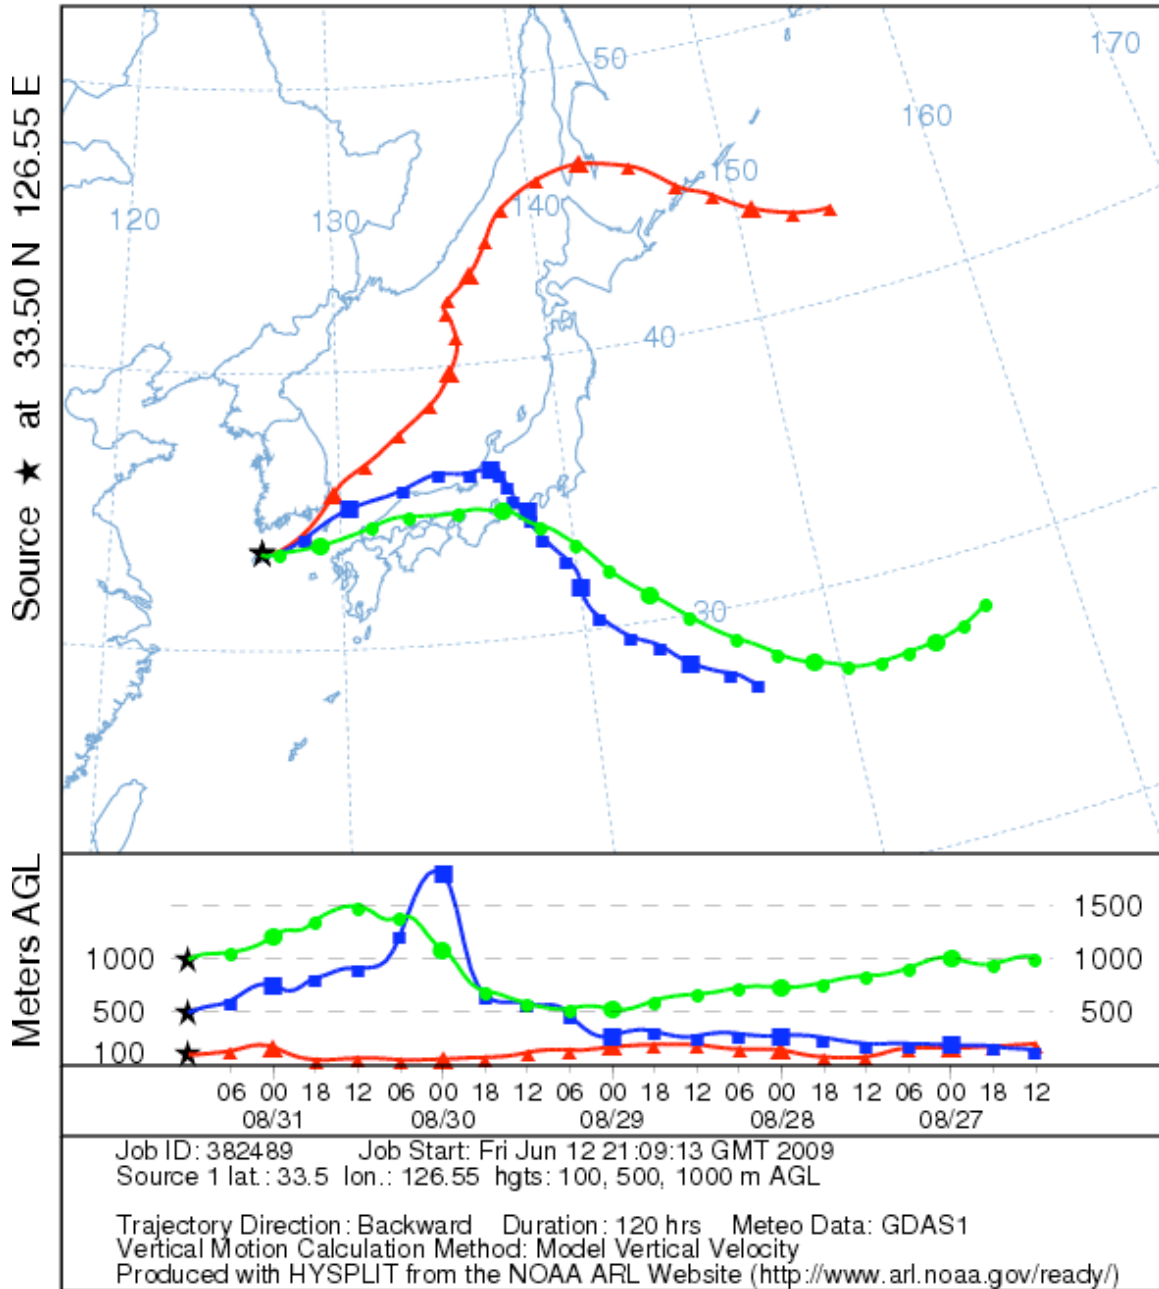 Source ★ at 33.50 N 126.55 E
50
170
160
150
140
120
130
40
30
Meters AGL
1500
1000
1000
500
500
100
06 00 18 12 06 00 18 12 06 00 18 12 06 00 18 12 06 00 18 12
08/31 08/30 08/29 08/28 08/27
Job ID: 382489 Job Start: Fri Jun 12 21:09:13 GMT 2009
Source 1 lat.: 33.5 lon.: 126.55 hgts: 100, 500, 1000 m AGL
Trajectory Direction: Backward Duration: 120 hrs Meteo Data: GDAS1
Vertical Motion Calculation Method: Model Vertical Velocity
Produced with HYSPLIT from the NOAA ARL Website (http://www.arl.noaa.gov/ready/)